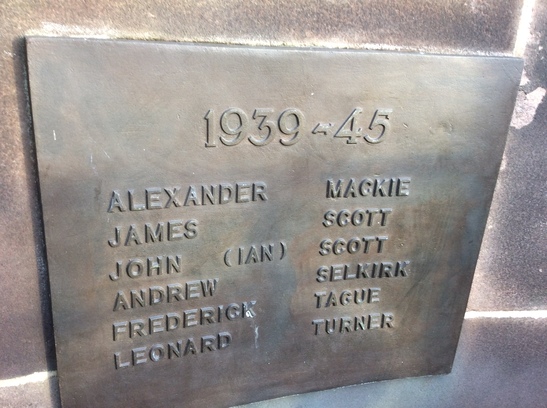 1939-45
ALEXANDER MACKIE
JAMES SCOTT
JOHN (IAN) SCOTT
ANDREW SELKIRK
FREDERICK TAGUE
LEONARD TURNER